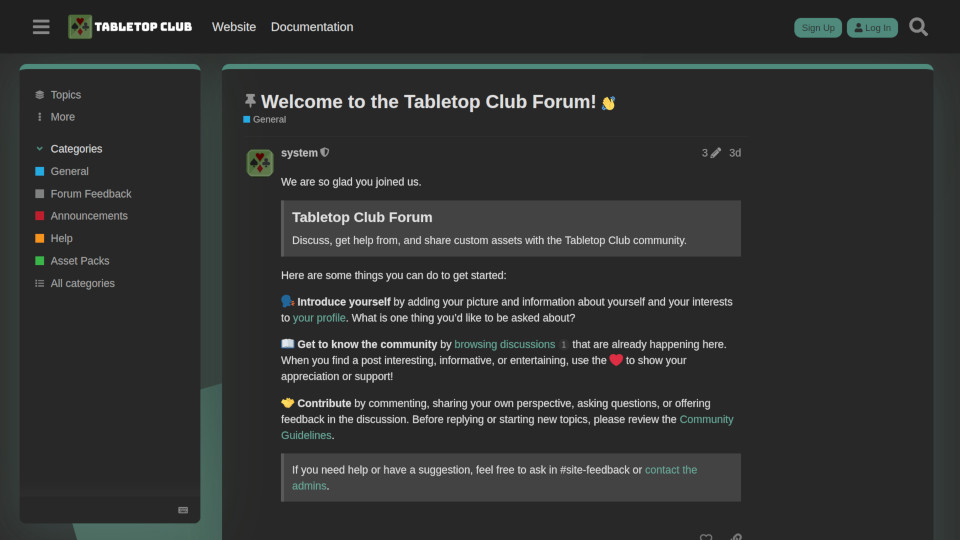 TABLETOP CLUB Website Documentation Sign Up Log In
Topics
More
Categories
General
Forum Feedback
Announcements
Help
Asset Packs
All categories
Welcome to the Tabletop Club Forum!
General
system 3 3d
We are so glad you joined us.
Tabletop Club Forum
Discuss, get help from, and share custom assets with the Tabletop Club community.
Here are some things you can do to get started:
Introduce yourself by adding your picture and information about yourself and your interests
to your profile. What is one thing you'd like to be asked about?
Get to know the community by browsing discussions 1 that are already happening here.
When you find a post interesting, informative, or entertaining, use the to show your
appreciation or support!
Contribute by commenting, sharing your own perspective, asking questions, or offering
feedback in the discussion. Before replying or starting new topics, please review the Community
Guidelines.
If you need help or have a suggestion, feel free to ask in #site-feedback or contact the
admins.